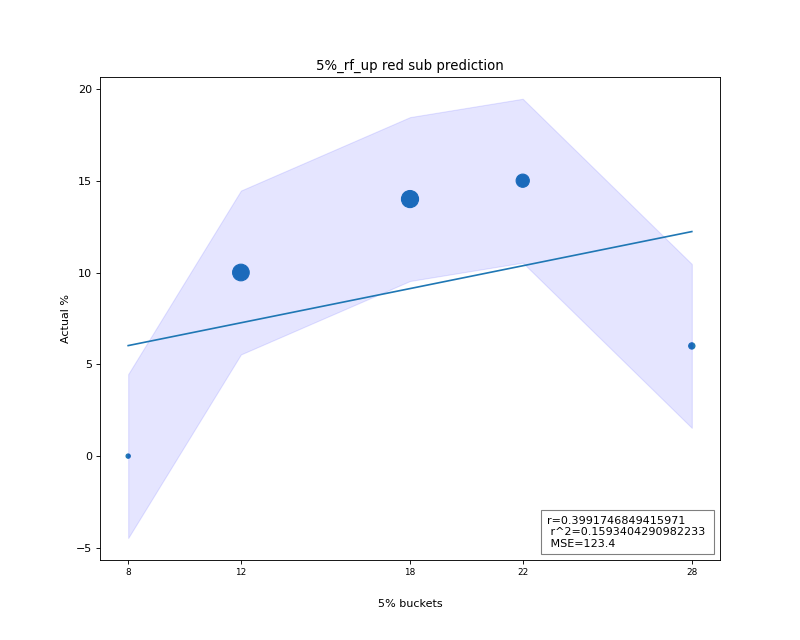 5%_rf_up red sub prediction
20
15
10
5
0
−5
Actual %
8 12 18 22 28
5% buckets
r=0.3991746849415971
r^2=0.1593404290982233
MSE=123.4